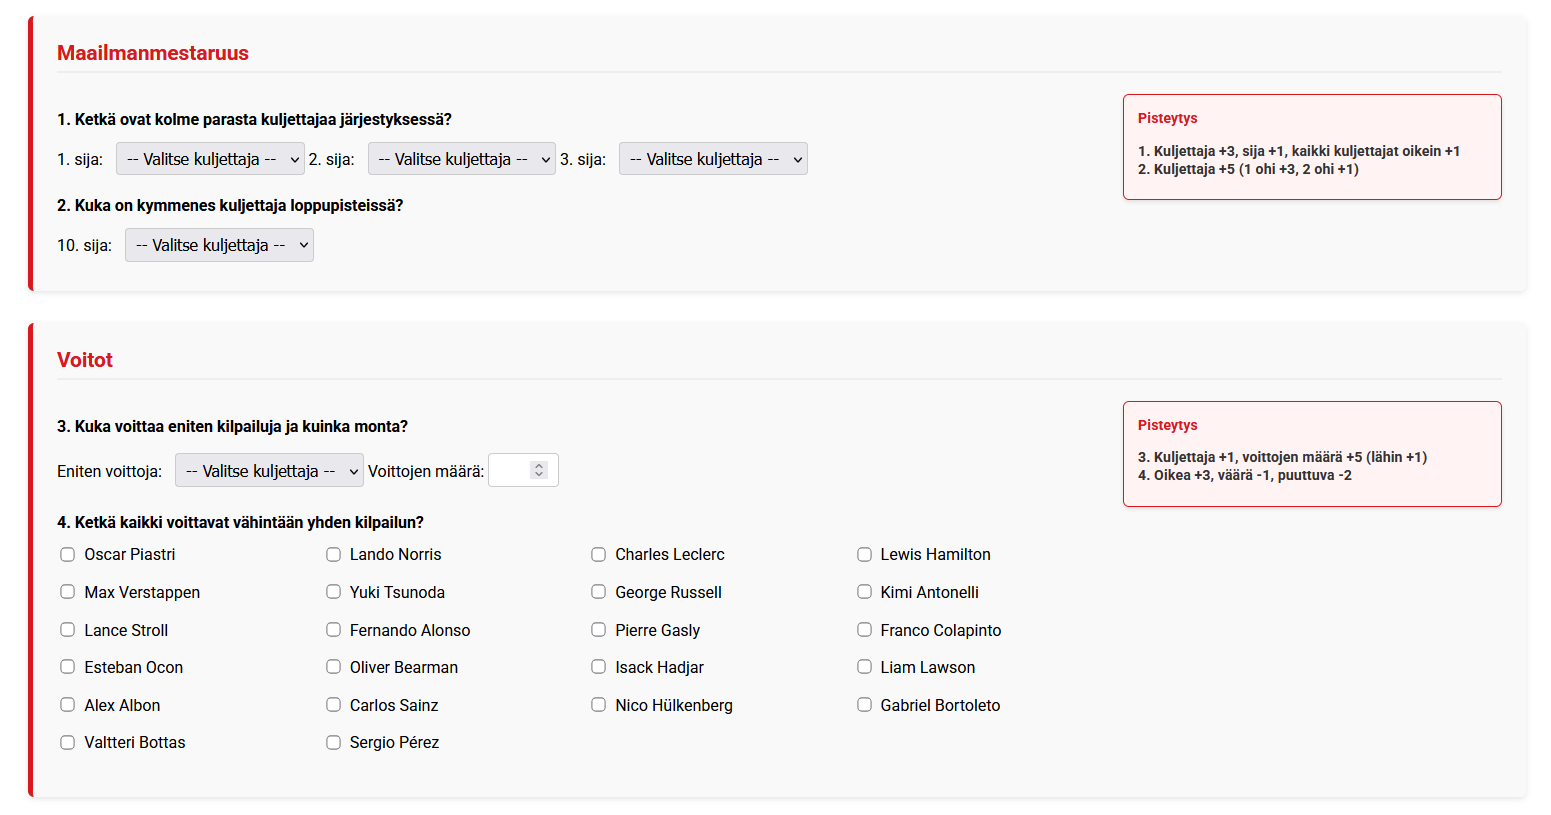 Maailmanmestaruus
1. Ketkä ovat kolme parasta kuljettajaa järjestyksessä?
1. sija: -- Valitse kuljettaja -- 2. sija: -- Valitse kuljettaja -- 3. sija: -- Valitse kuljettaja --
2. Kuka on kymmenes kuljettaja loppupisteissä?
10. sija: -- Valitse kuljettaja --
Pisteytys
1. Kuljettaja +3, sija +1, kaikki kuljettajat oikein +1
2. Kuljettaja +5 (1 ohi +3, 2 ohi +1)
Voitot
3. Kuka voittaa eniten kilpailuja ja kuinka monta?
Eniten voittoja: -- Valitse kuljettaja -- Voittojen määrä:
Pisteytys
3. Kuljettaja +1, voittojen määrä +5 (lähin +1)
4. Oikea +3, väärä -1, puuttuva -2
4. Ketkä kaikki voittavat vähintään yhden kilpailun?
Oscar Piastri Lando Norris Charles Leclerc Lewis Hamilton
Max Verstappen Yuki Tsunoda George Russell Kimi Antonelli
Lance Stroll Fernando Alonso Pierre Gasly Franco Colapinto
Esteban Ocon Oliver Bearman Isack Hadjar Liam Lawson
Alex Albon Carlos Sainz Nico Hülkenberg Gabriel Bortoleto
Valtteri Bottas Sergio Pérez